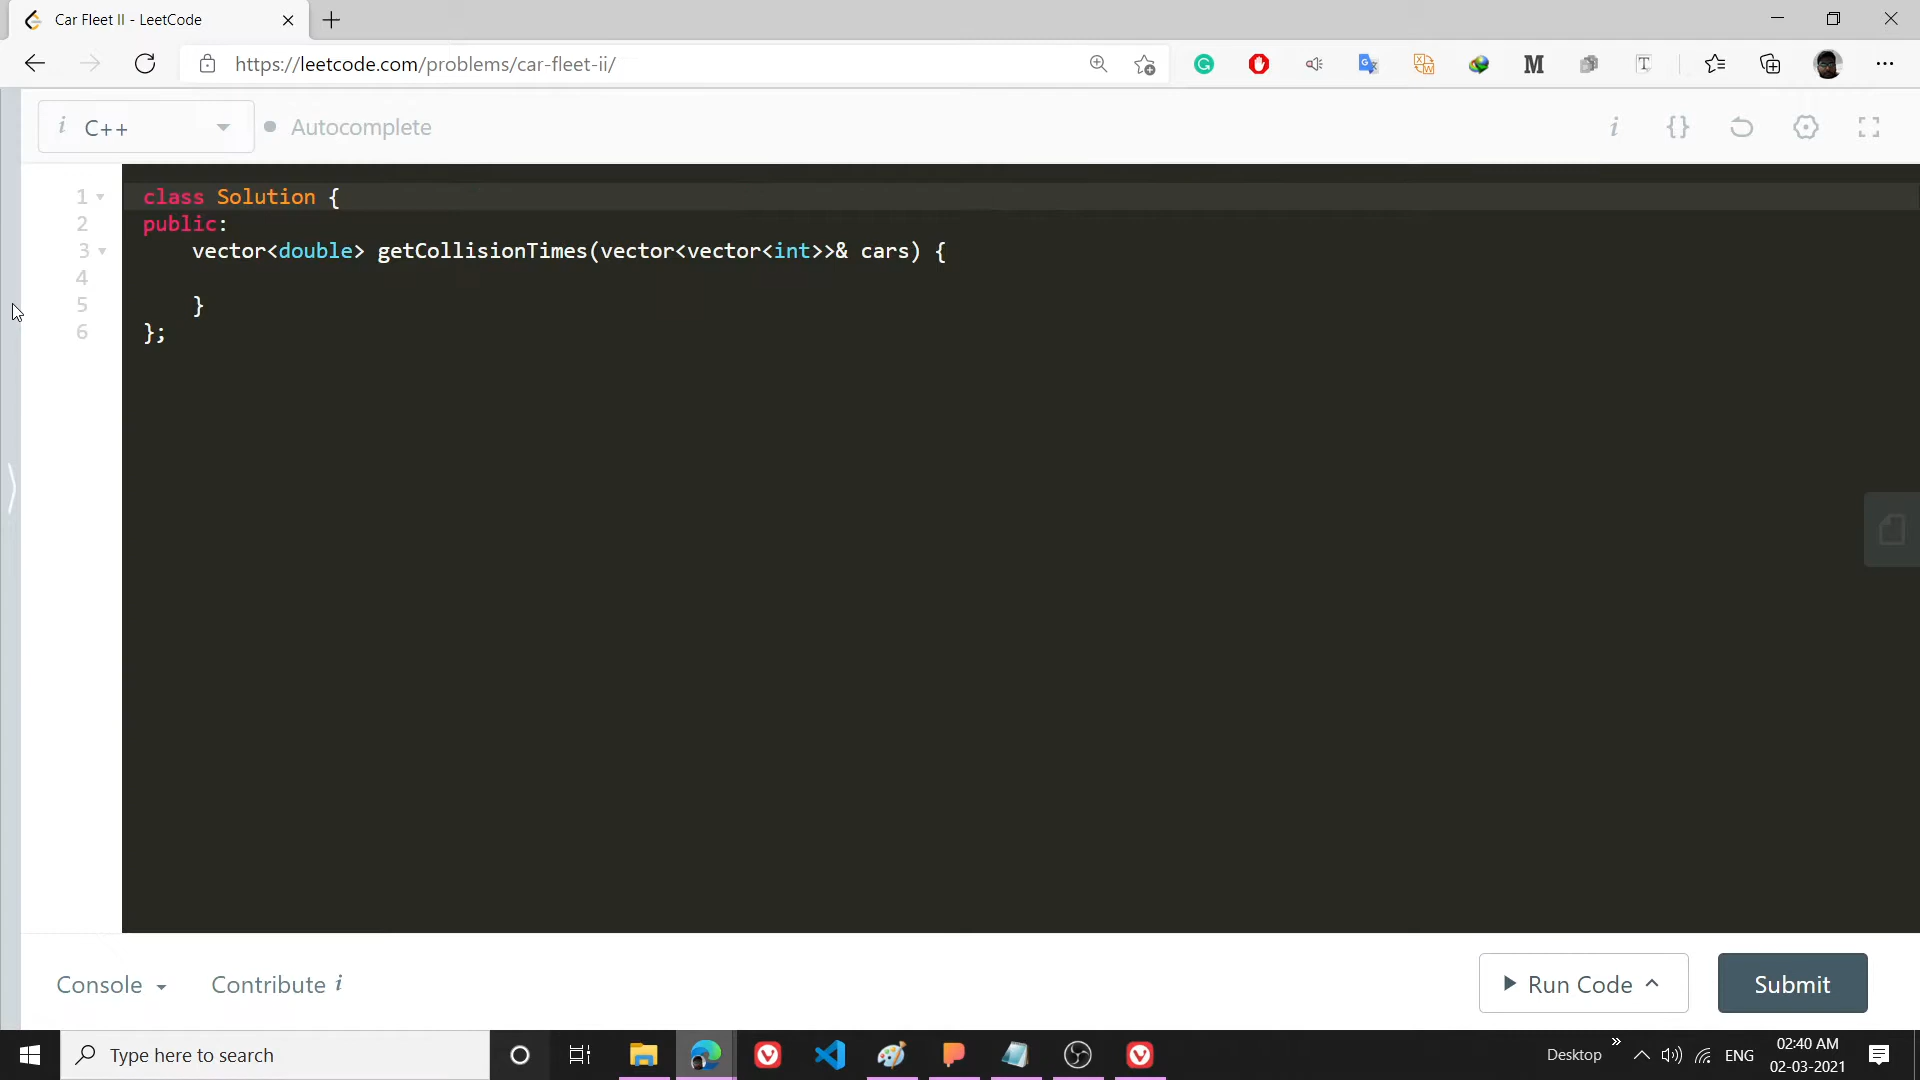 Car Fleet II - LeetCode
https://leetcode.com/problems/car-fleet-ii/
i C++ Autocomplete i {}
1 class Solution {
2 public:
3 vector<double> getCollisionTimes(vector<vector<int>>& cars) {
4
5 }
6 };
Console Contribute i Run Code Submit
Type here to search Desktop ENG 02:40 AM
02-03-2021